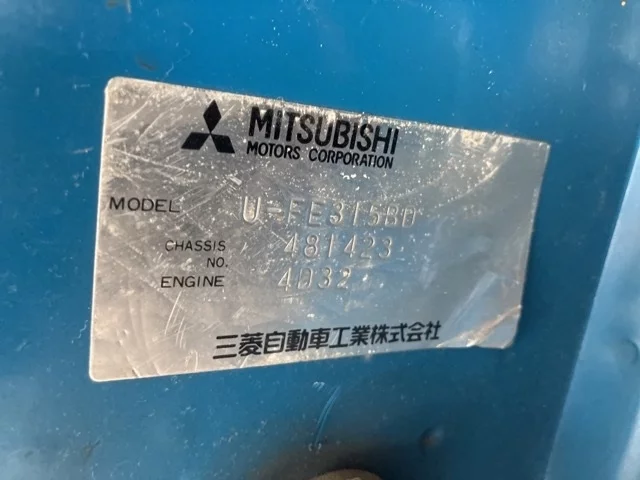 MITSUBISHI
MOTORS CORPORATION
MODEL U-FE315BD
CHASSIS NO. 481423
ENGINE 4D32
三菱自動車工業株式会社